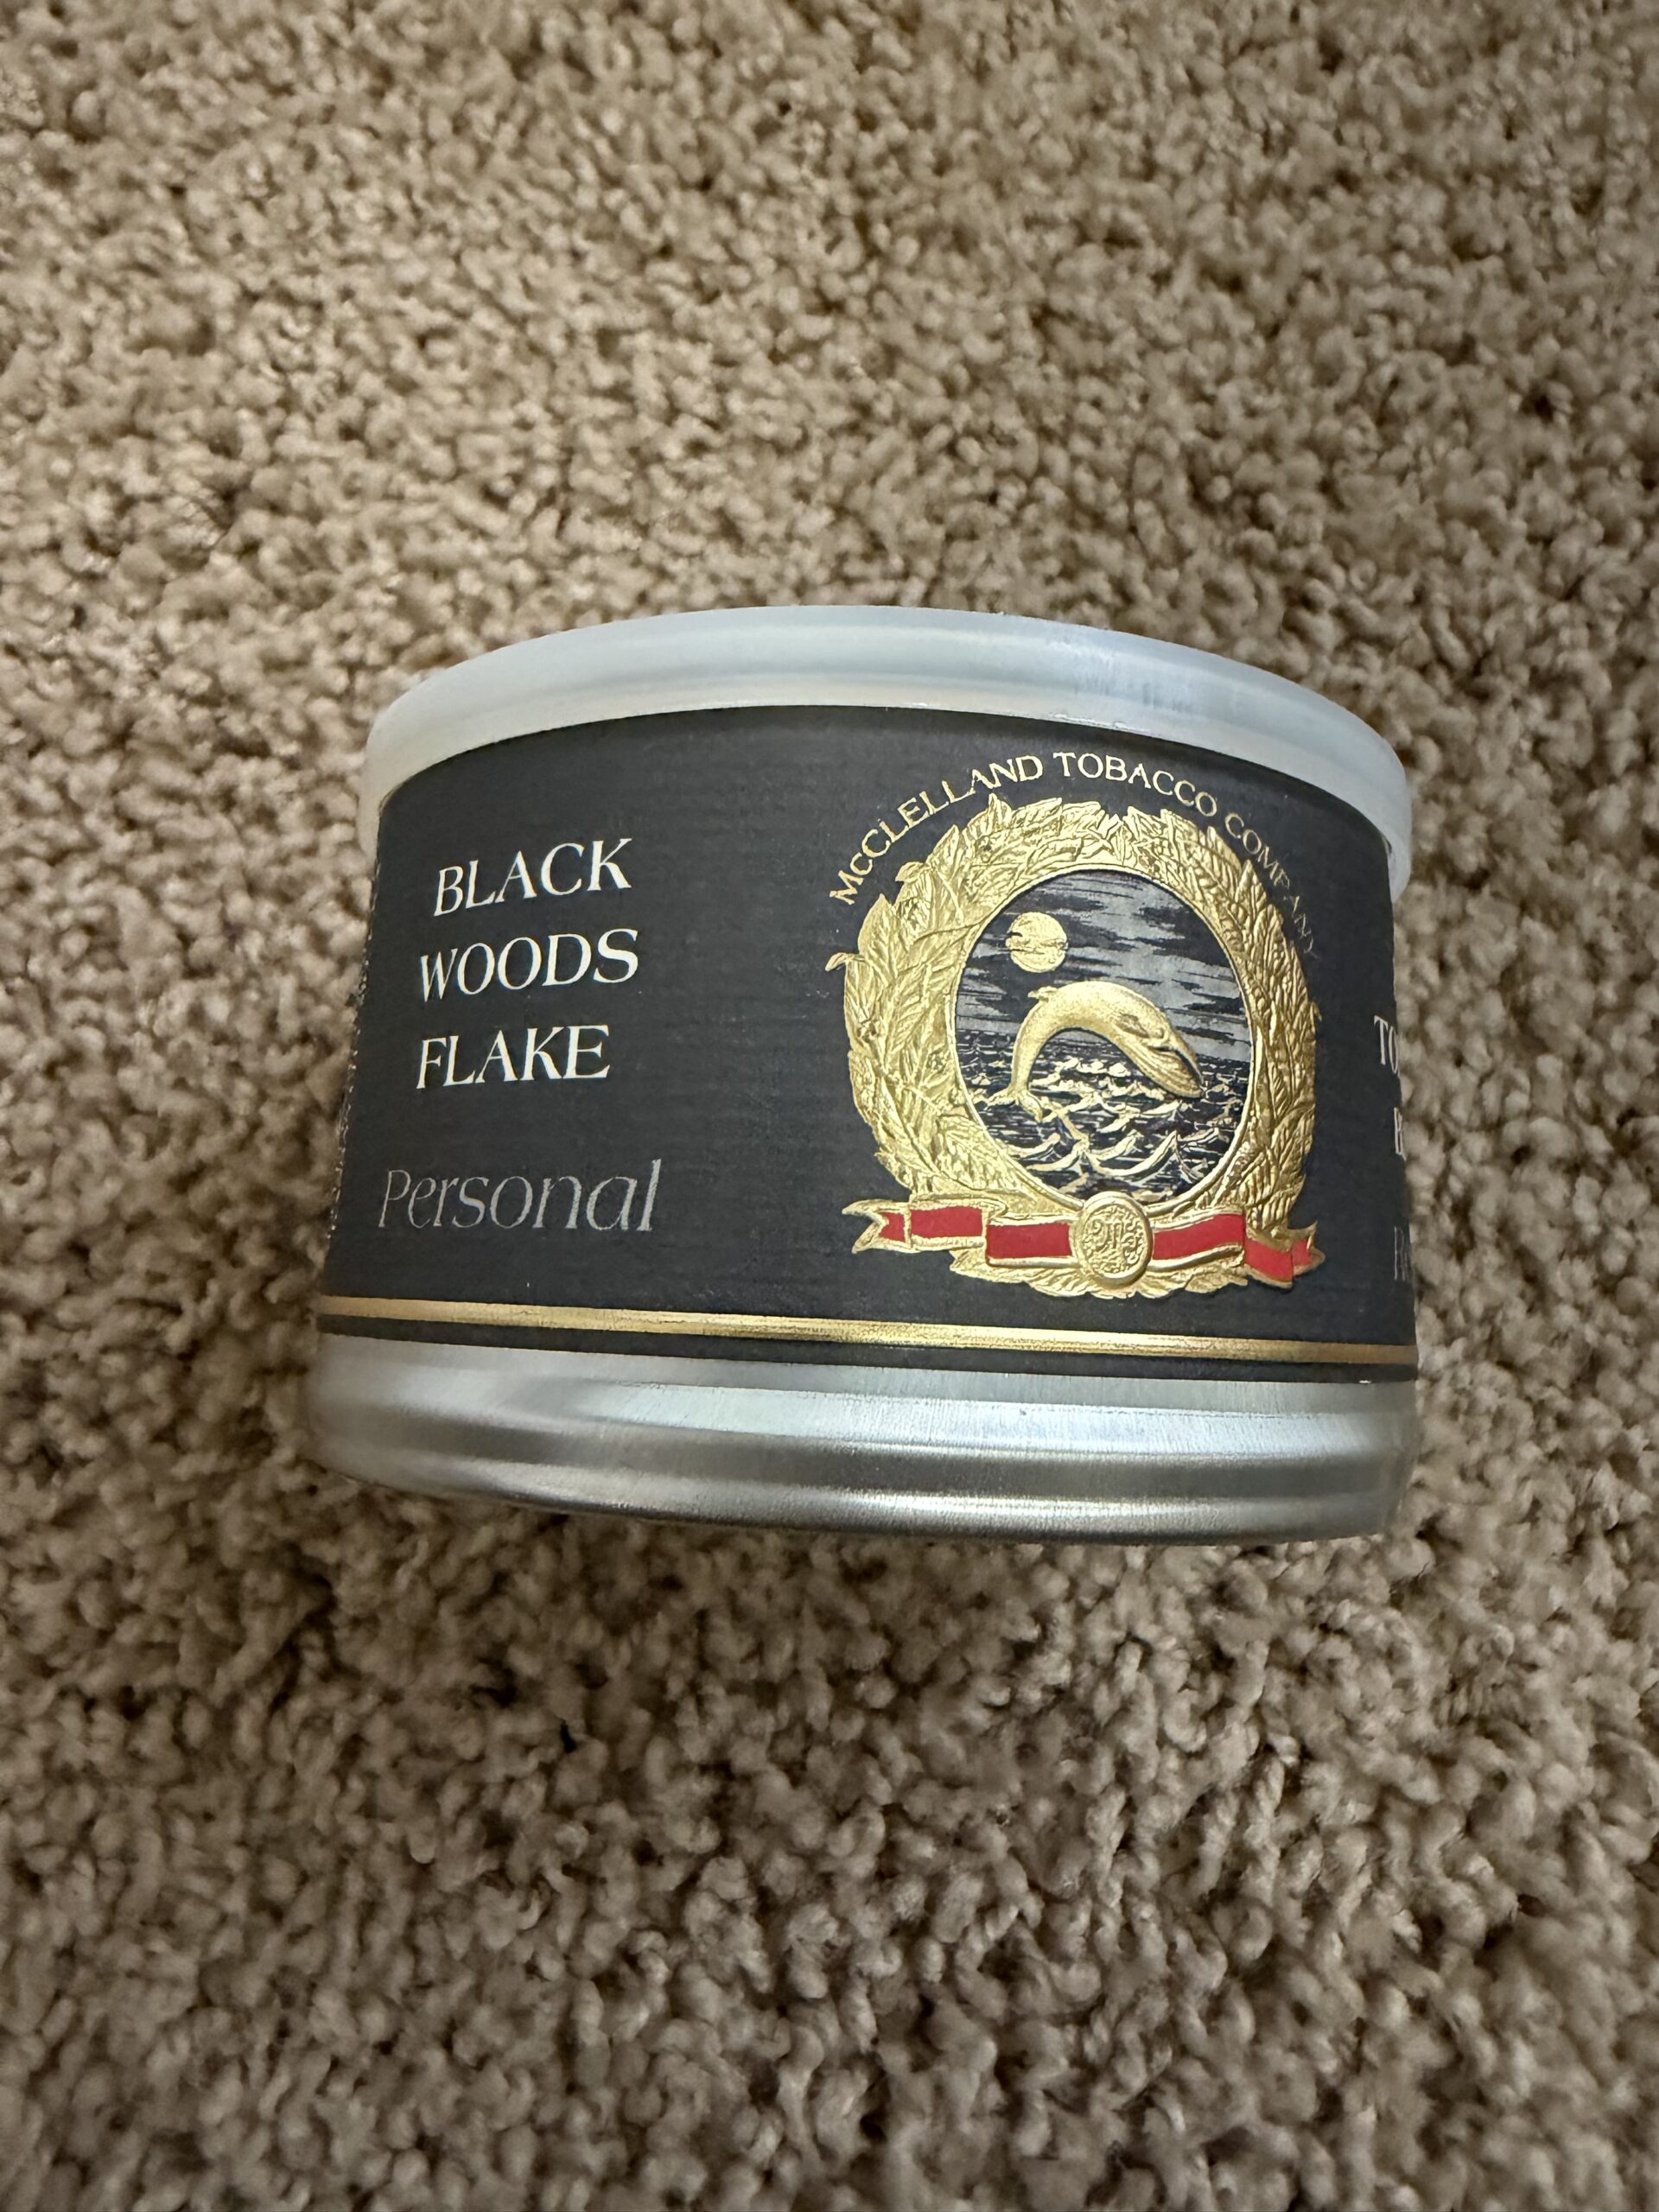 BLACK
WOODS
FLAKE
Personal
McCLELLAND TOBACCO COMPANY